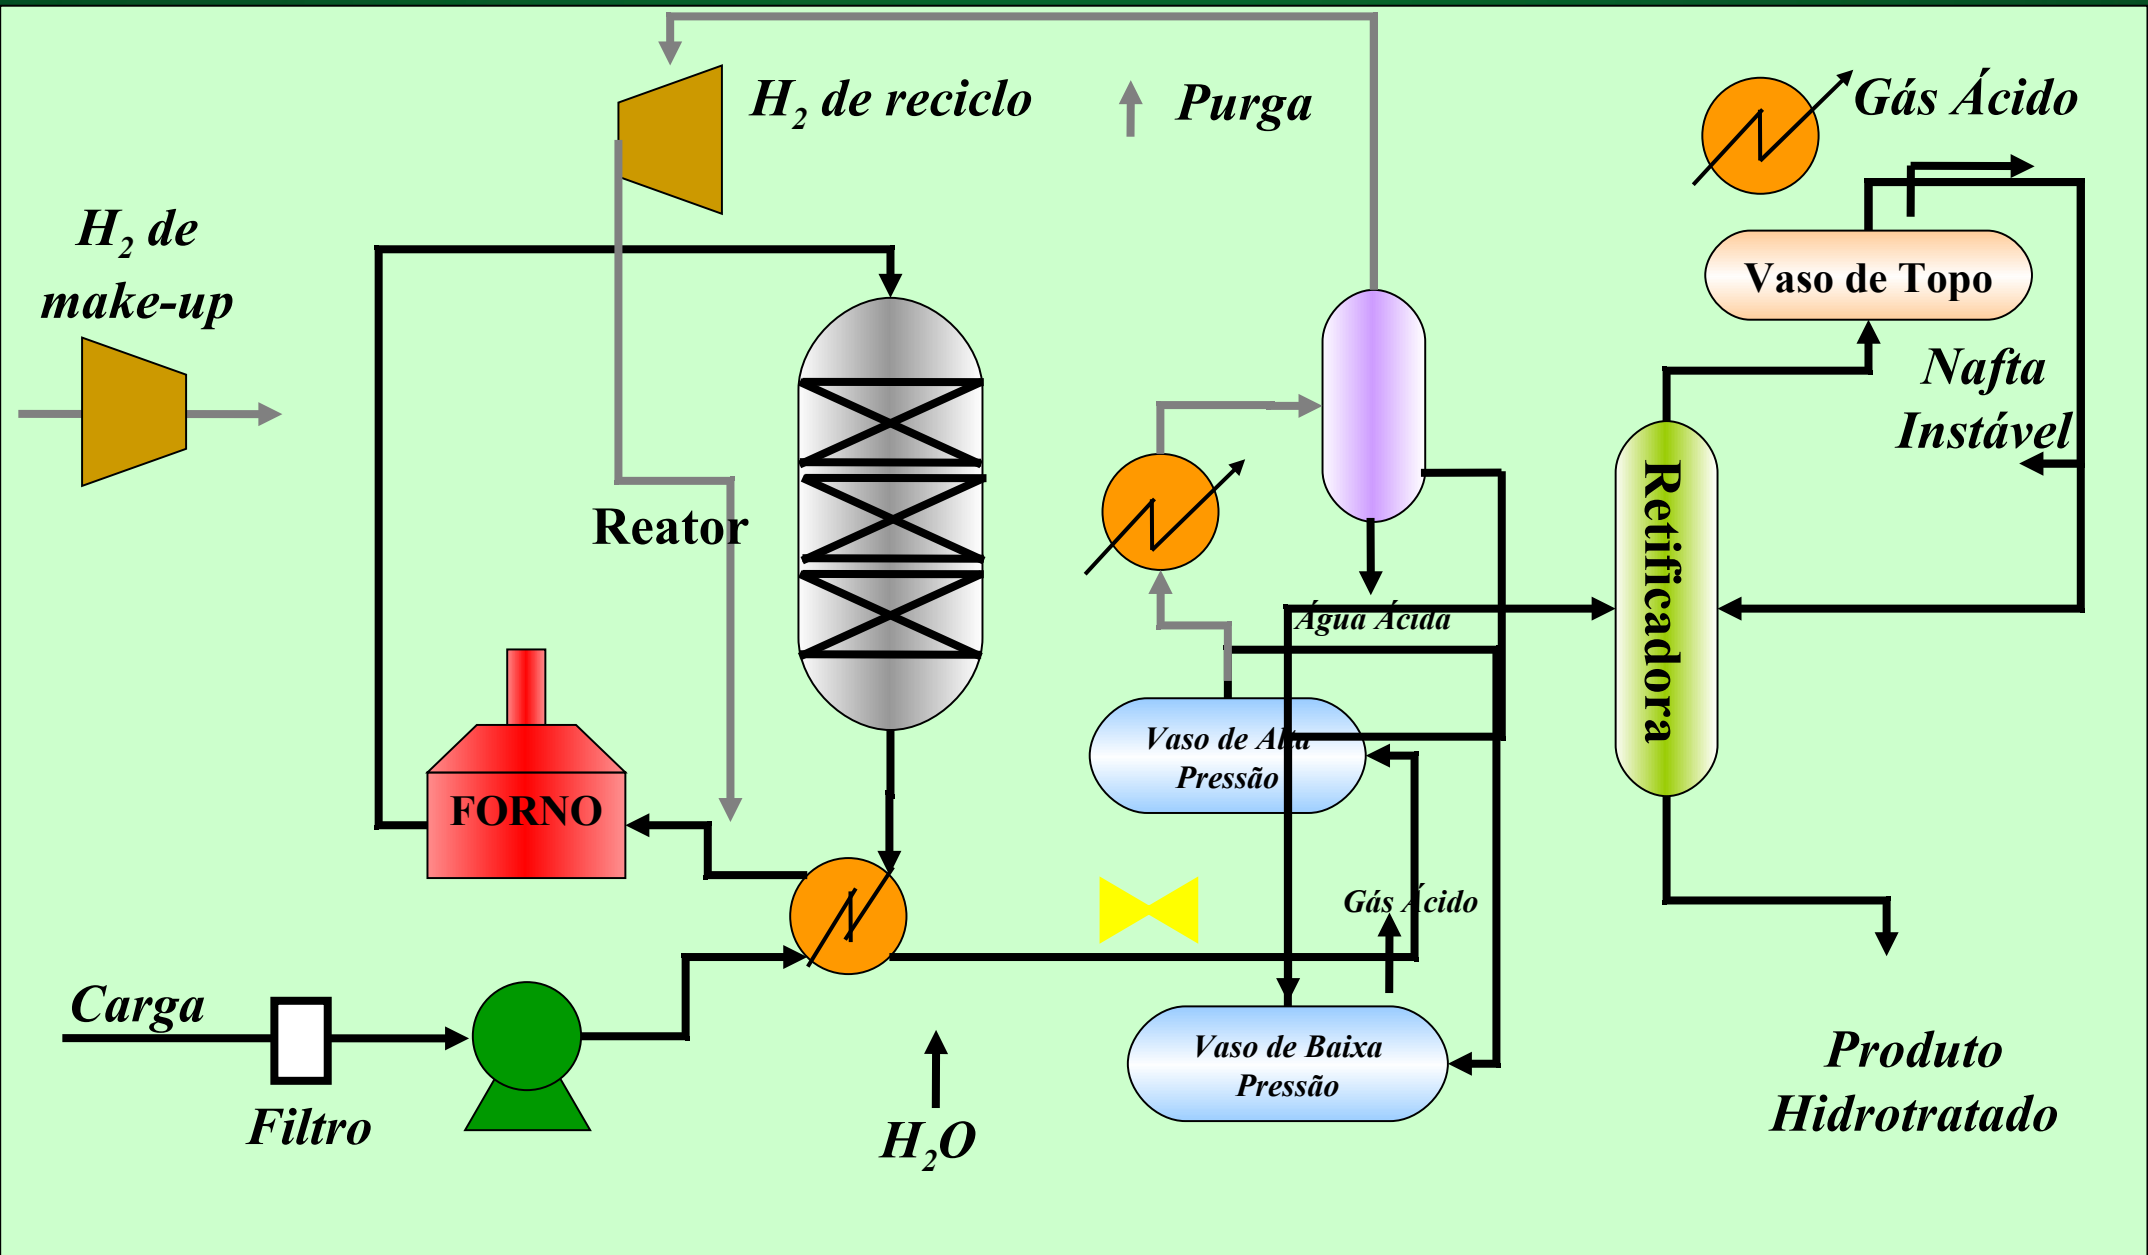 H2 de reciclo
Purga
Gás Ácido
H2 de
make-up
Vaso de Topo
Nafta
Instável
Reator
Retificadora
Água Ácida
Vaso de Alta
Pressão
FORNO
Gás Ácido
Carga
Filtro
H2O
Vaso de Baixa
Pressão
Produto
Hidrotratado